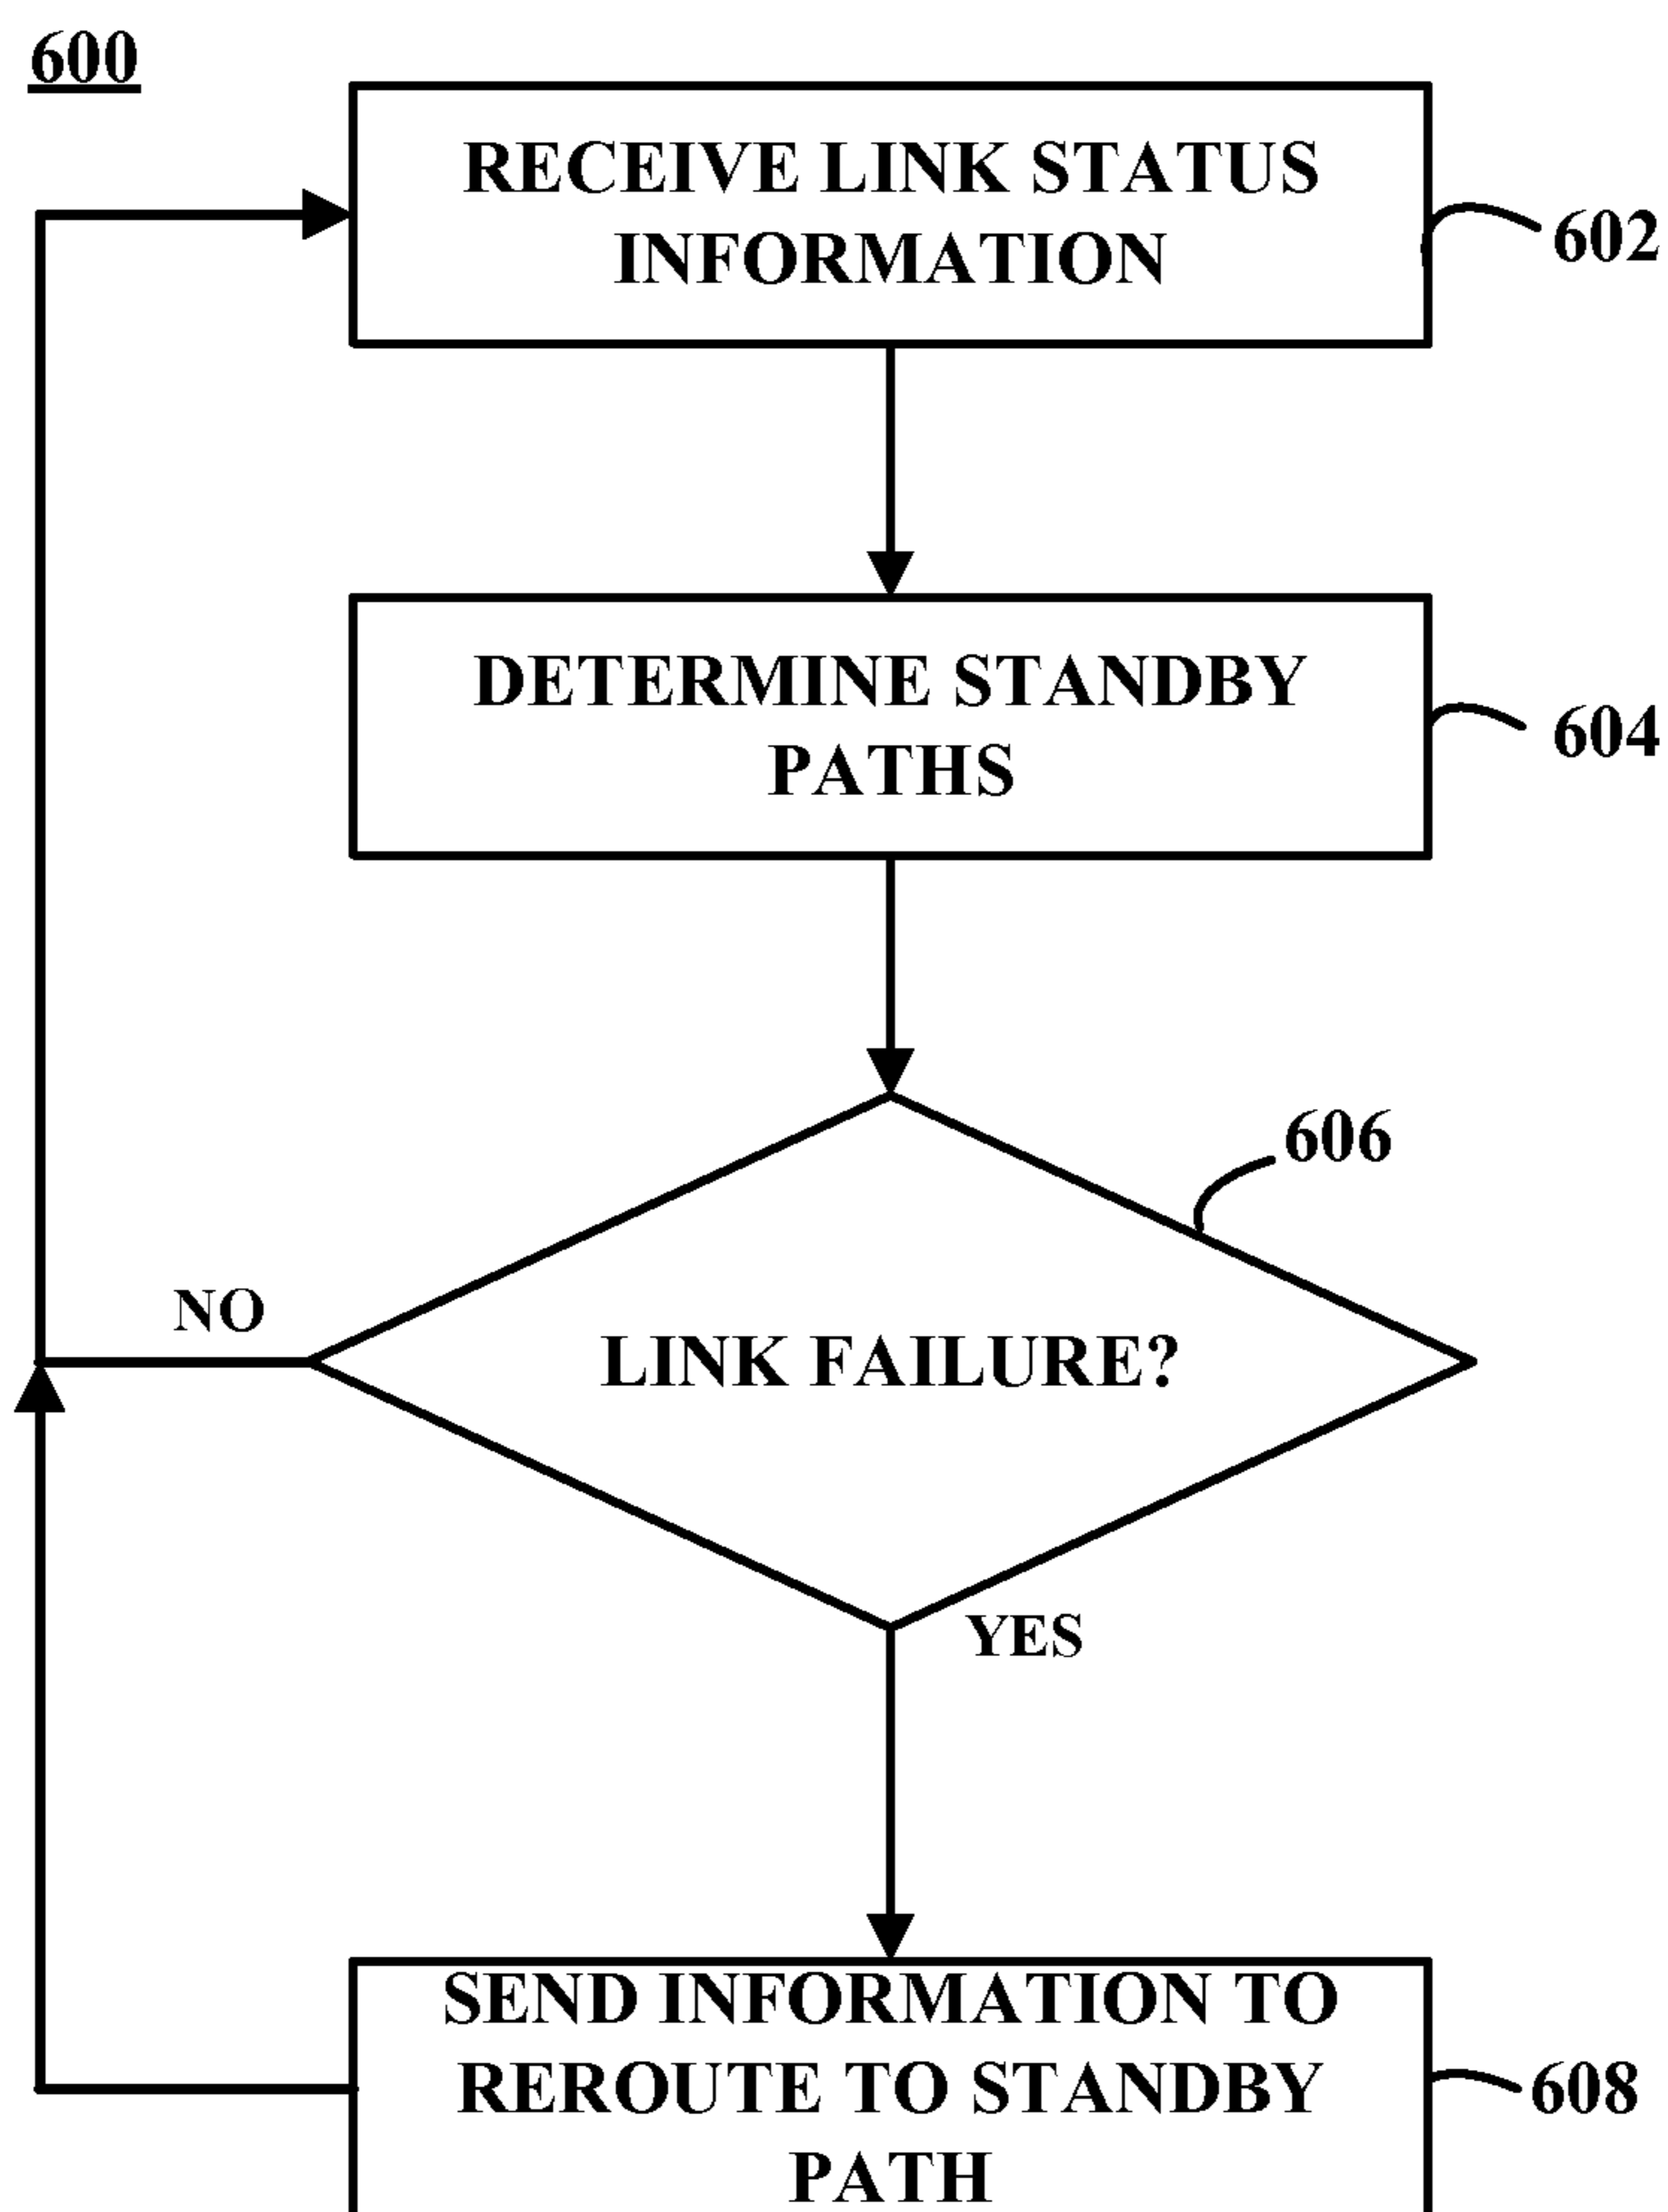 600
RECEIVE LINK STATUS
INFORMATION
602
DETERMINE STANDBY
PATHS
604
606
NO
LINK FAILURE?
YES
SEND INFORMATION TO
REROUTE TO STANDBY
PATH
608